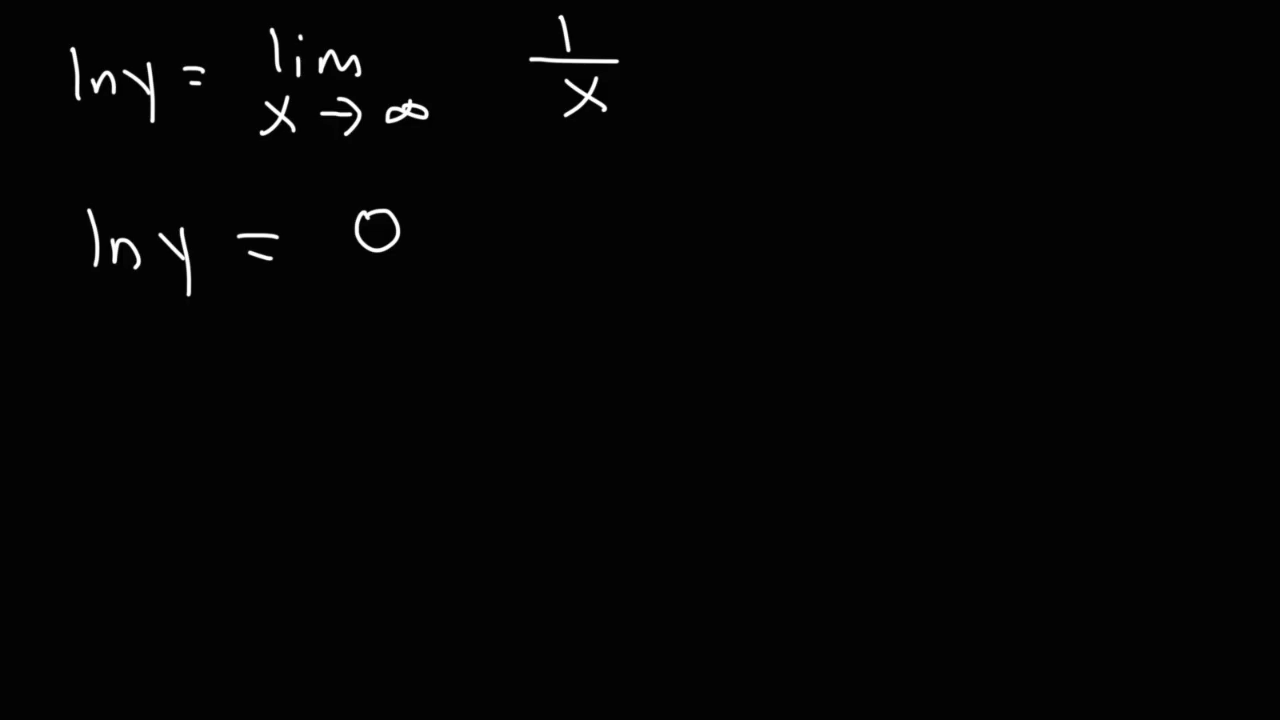 ln y = lim x → ∞ 1/x
ln y = 0